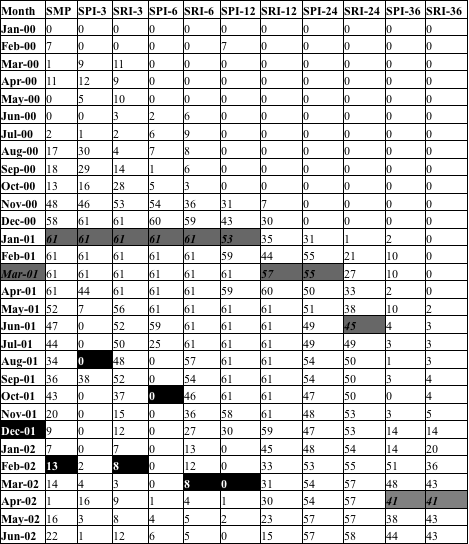 Month SMP SPI-3 SRI-3 SPI-6 SRI-6 SPI-12 SRI-12 SPI-24 SRI-24 SPI-36 SRI-36
Jan-00 0 0 0 0 0 0 0 0 0 0 0
Feb-00 7 0 0 0 0 7 0 0 0 0 0
Mar-00 1 9 11 0 0 0 0 0 0 0 0
Apr-00 11 12 9 0 0 0 0 0 0 0 0
May-00 0 5 10 0 0 0 0 0 0 0 0
Jun-00 0 0 3 2 6 0 0 0 0 0 0
Jul-00 2 1 2 6 9 0 0 0 0 0 0
Aug-00 17 30 4 7 8 0 0 0 0 0 0
Sep-00 18 29 14 1 6 0 0 0 0 0 0
Oct-00 13 16 28 5 3 0 0 0 0 0 0
Nov-00 48 46 53 54 36 31 7 0 0 0 0
Dec-00 58 61 61 60 59 43 30 0 0 0 0
Jan-01 61 61 61 61 61 53 35 31 1 2 0
Feb-01 61 61 61 61 61 59 44 55 21 10 0
Mar-01 61 61 61 61 61 61 57 55 27 10 0
Apr-01 61 44 61 61 61 59 60 50 33 2 0
May-01 52 7 56 61 61 61 61 51 38 10 2
Jun-01 47 0 52 59 61 61 61 49 45 4 3
Jul-01 44 0 50 25 61 61 61 49 49 3 3
Aug-01 34 0 48 0 57 61 61 54 50 1 3
Sep-01 36 38 52 0 54 61 61 54 50 3 4
Oct-01 43 0 37 0 46 61 61 47 50 0 4
Nov-01 20 0 15 0 36 58 61 48 53 3 5
Dec-01 9 0 12 0 27 30 59 47 53 14 14
Jan-02 7 0 7 0 13 0 45 48 54 14 20
Feb-02 13 2 8 0 12 0 33 53 55 51 36
Mar-02 14 4 3 0 8 0 31 54 57 48 43
Apr-02 1 16 9 1 4 1 30 54 57 41 41
May-02 16 3 8 4 5 2 23 57 57 38 43
Jun-02 22 1 12 6 5 0 15 57 58 44 43